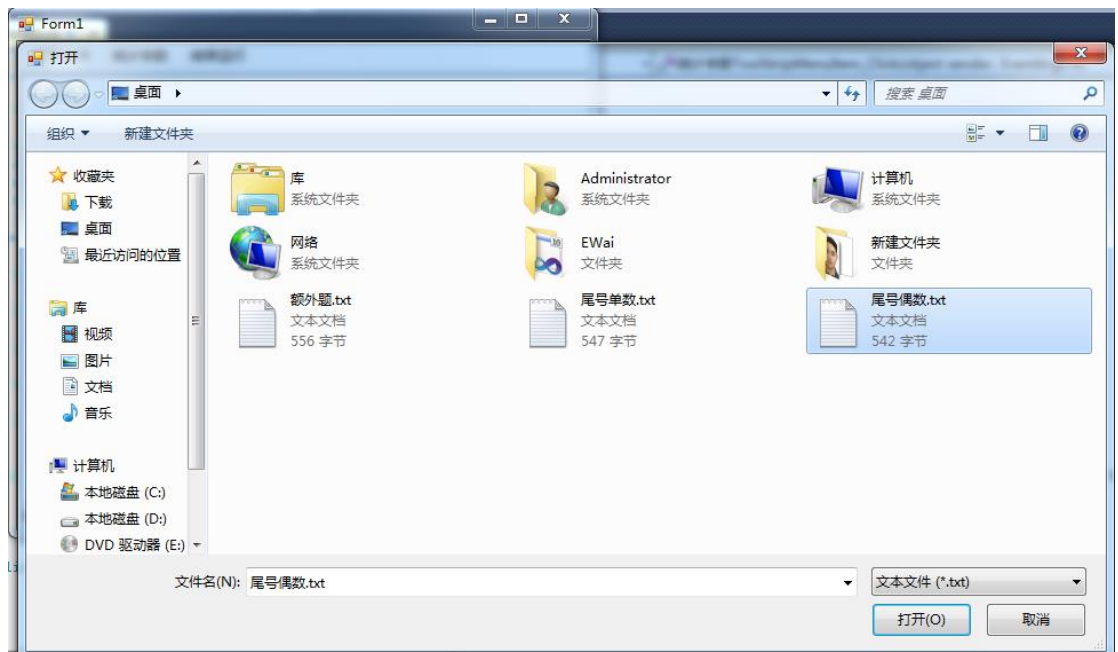 Form1
打开
桌面
搜索 桌面
组织
新建文件夹
收藏夹
下载
桌面
最近访问的位置
库
视频
图片
文档
音乐
计算机
本地磁盘 (C:)
本地磁盘 (D:)
DVD 驱动器 (E:)
库
系统文件夹
Administrator
系统文件夹
计算机
系统文件夹
网络
系统文件夹
EWai
文件夹
新建文件夹
文件夹
额外题.txt
文本文档
556 字节
尾号单数.txt
文本文档
547 字节
尾号偶数.txt
文本文档
542 字节
文件名(N): 尾号偶数.txt
文本文件 (*.txt)
打开(O)
取消